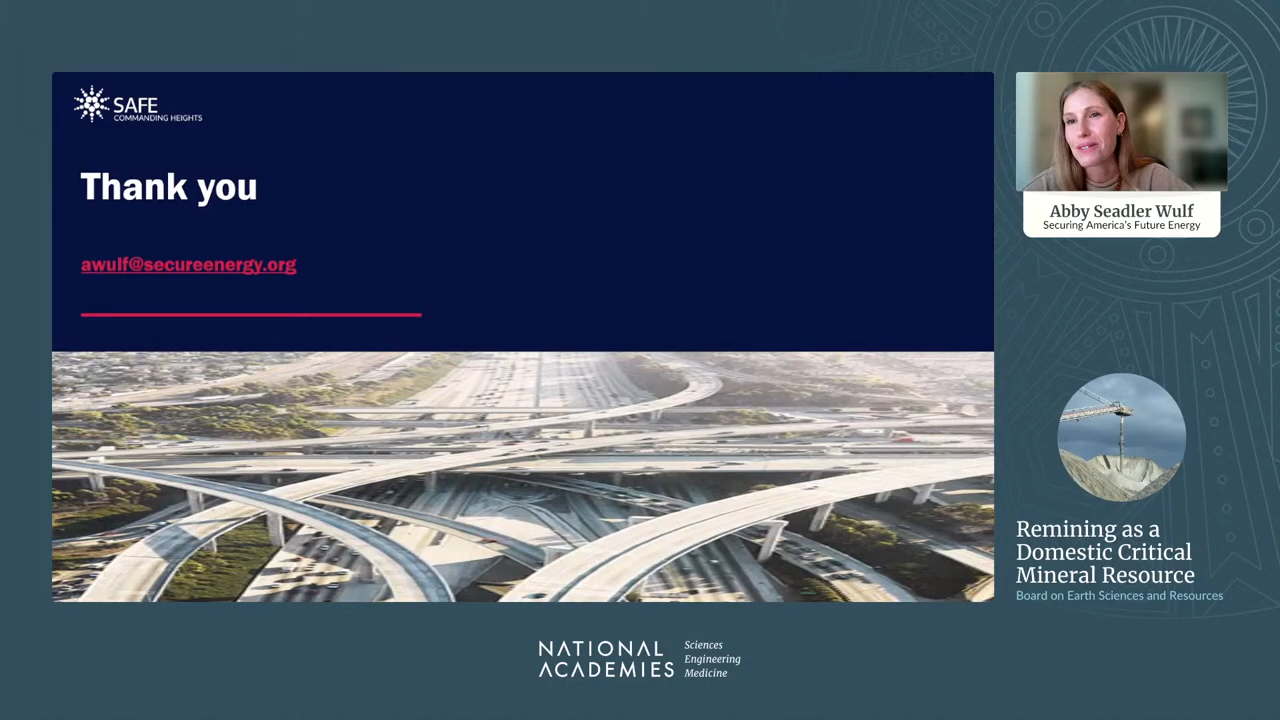 SAFE
COMMANDING HEIGHTS
Thank you
awulf@secureenergy.org
Abby Seadler Wulf
Securing America's Future Energy
Remining as a
Domestic Critical
Mineral Resource
Board on Earth Sciences and Resources
NATIONAL
ACADEMIES
Sciences
Engineering
Medicine